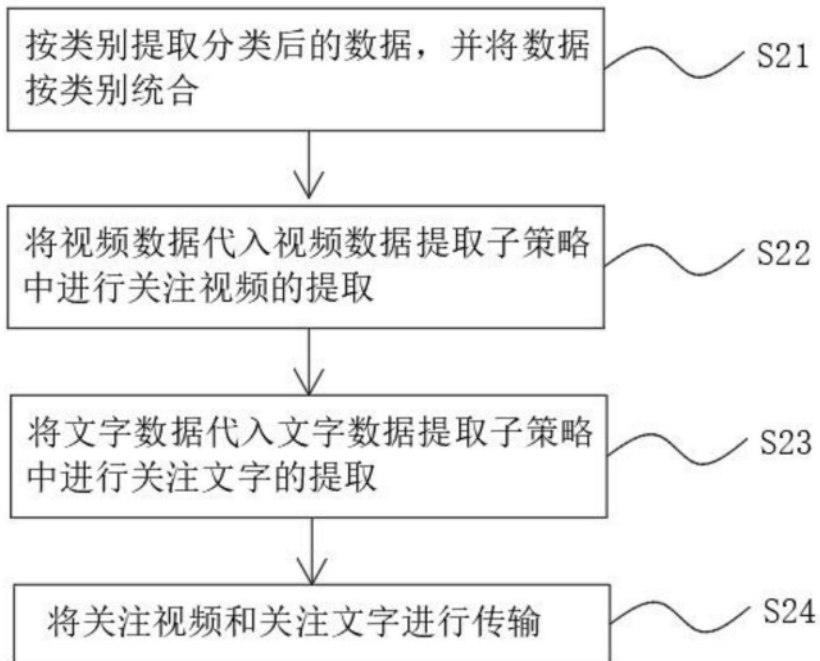 按类别提取分类后的数据，并将数据
按类别统合
S21
将视频数据代入视频数据提取子策略
中进行关注视频的提取
S22
将文字数据代入文字数据提取子策略
中进行关注文字的提取
S23
将关注视频和关注文字进行传输
S24